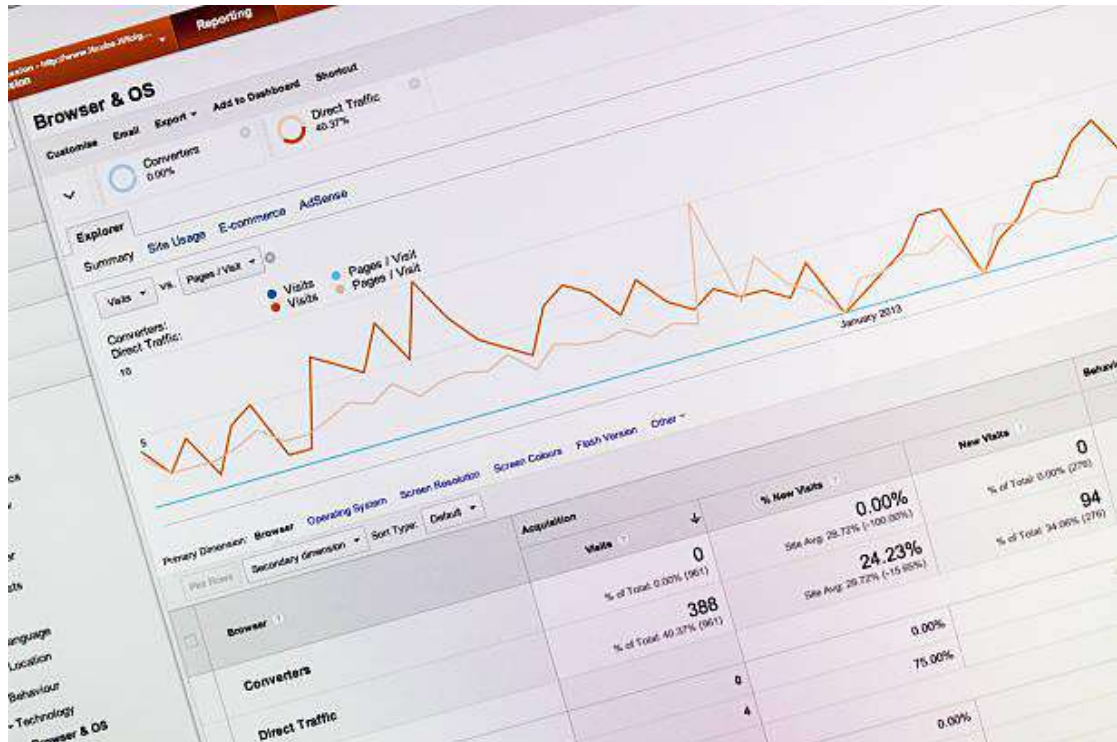 Reporting
Browser & OS
Customise Email Export Add to Dashboard Shortcut
Converters
0.00%
Direct Traffic
40.37%
Explorer
Summary Site Usage E-commerce AdSense
Visits vs. Pages / Visit
Visits Pages / Visit
Visits Pages / Visit
Converters:
Direct Traffic:
10
5
January 2013
Primary Dimension: Browser Operating System Screen Resolution Screen Colours Flash Version Other
Plot Rows Secondary dimension Sort Type: Default
Acquisition
Behavi
Browser ?
Visits ?
% New Visits ?
New Visits ?
Converters
0
% of Total: 0.00% (961)
0.00%
Site Avg: 28.72% (-100.00%)
0
% of Total: 0.00% (276)
Direct Traffic
388
% of Total: 40.37% (961)
24.23%
Site Avg: 28.72% (-15.65%)
94
% of Total: 34.06% (276)
0
0.00%
4
75.00%
0.00%
Location
Behaviour
Technology
& OS